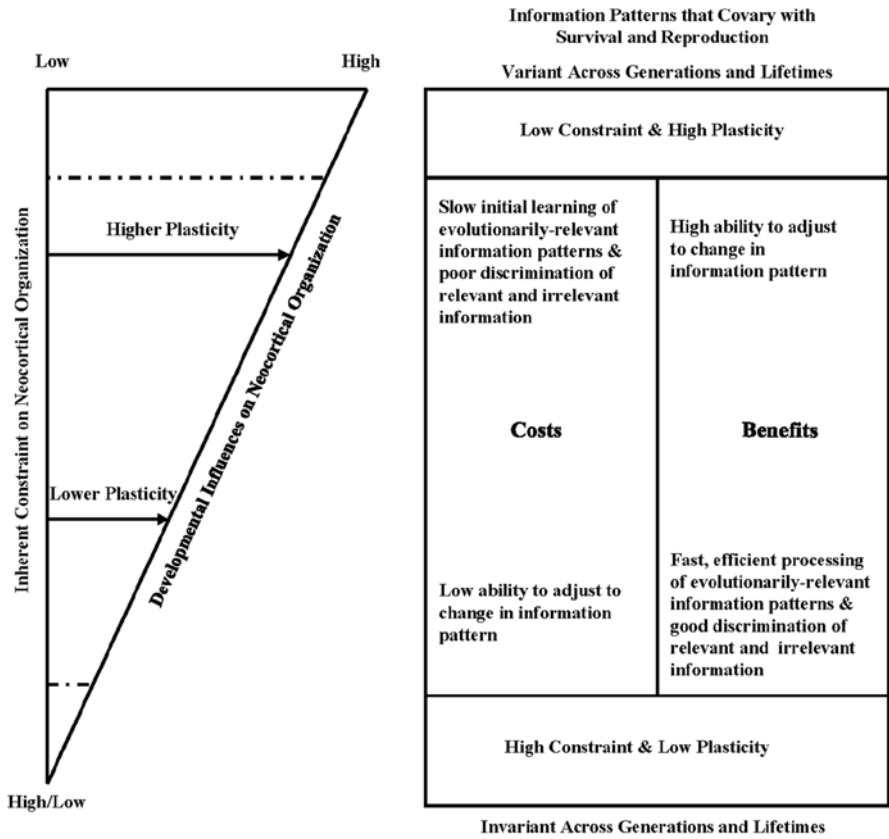 Low
High
Higher Plasticity
Lower Plasticity
Inherent Constraint on Neocortical Organization
Developmental Influences on Neocortical Organization
High/Low
Information Patterns that Covary with
Survival and Reproduction
Variant Across Generations and Lifetimes
Low Constraint & High Plasticity
Slow initial learning of
evolutionarily-relevant
information patterns &
poor discrimination of
relevant and irrelevant
information
High ability to adjust
to change in
information pattern
Costs
Benefits
Low ability to adjust to
change in information
pattern
Fast, efficient processing
of evolutionarily-relevant
information patterns &
good discrimination of
relevant and irrelevant
information
High Constraint & Low Plasticity
Invariant Across Generations and Lifetimes